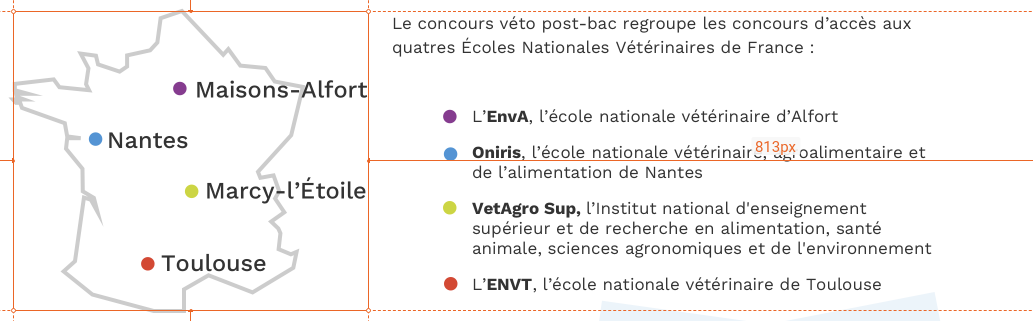 Le concours véto post-bac regroupe les concours d’accès aux
quatres Écoles Nationales Vétérinaires de France :
Maisons-Alfort
Nantes
Marcy-l’Étoile
Toulouse
L’EnvA, l’école nationale vétérinaire d’Alfort
813px
Oniris, l’école nationale vétérinaire, agroalimentaire et
de l’alimentation de Nantes
VetAgro Sup, l’Institut national d'enseignement
supérieur et de recherche en alimentation, santé
animale, sciences agronomiques et de l'environnement
L’ENVT, l’école nationale vétérinaire de Toulouse